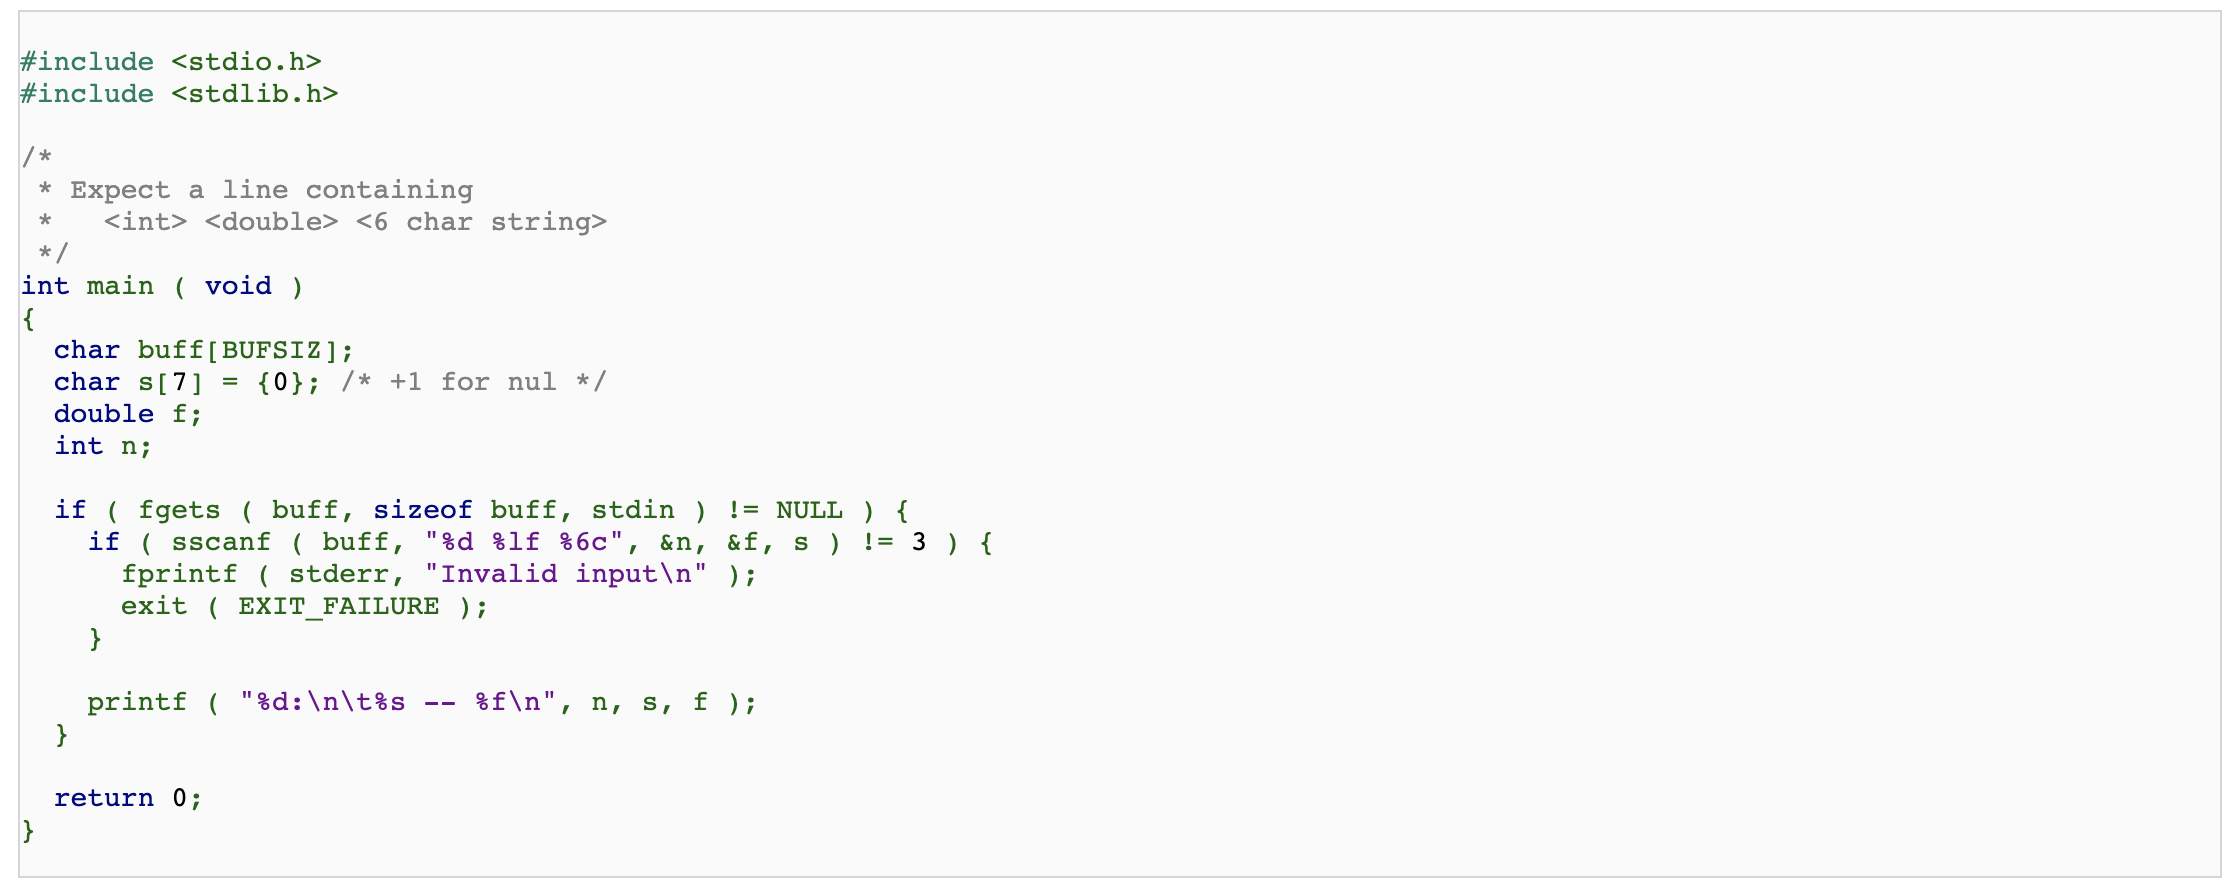 #include <stdio.h>
#include <stdlib.h>
/*
 * Expect a line containing
 *   <int> <double> <6 char string>
 */
int main ( void )
{
  char buff[BUFSIZ];
  char s[7] = {0}; /* +1 for nul */
  double f;
  int n;
  if ( fgets ( buff, sizeof buff, stdin ) != NULL ) {
    if ( sscanf ( buff, "%d %lf %6c", &n, &f, s ) != 3 ) {
      fprintf ( stderr, "Invalid input\n" );
      exit ( EXIT_FAILURE );
    }
    printf ( "%d:\n\t%s -- %f\n", n, s, f );
  }
  return 0;
}